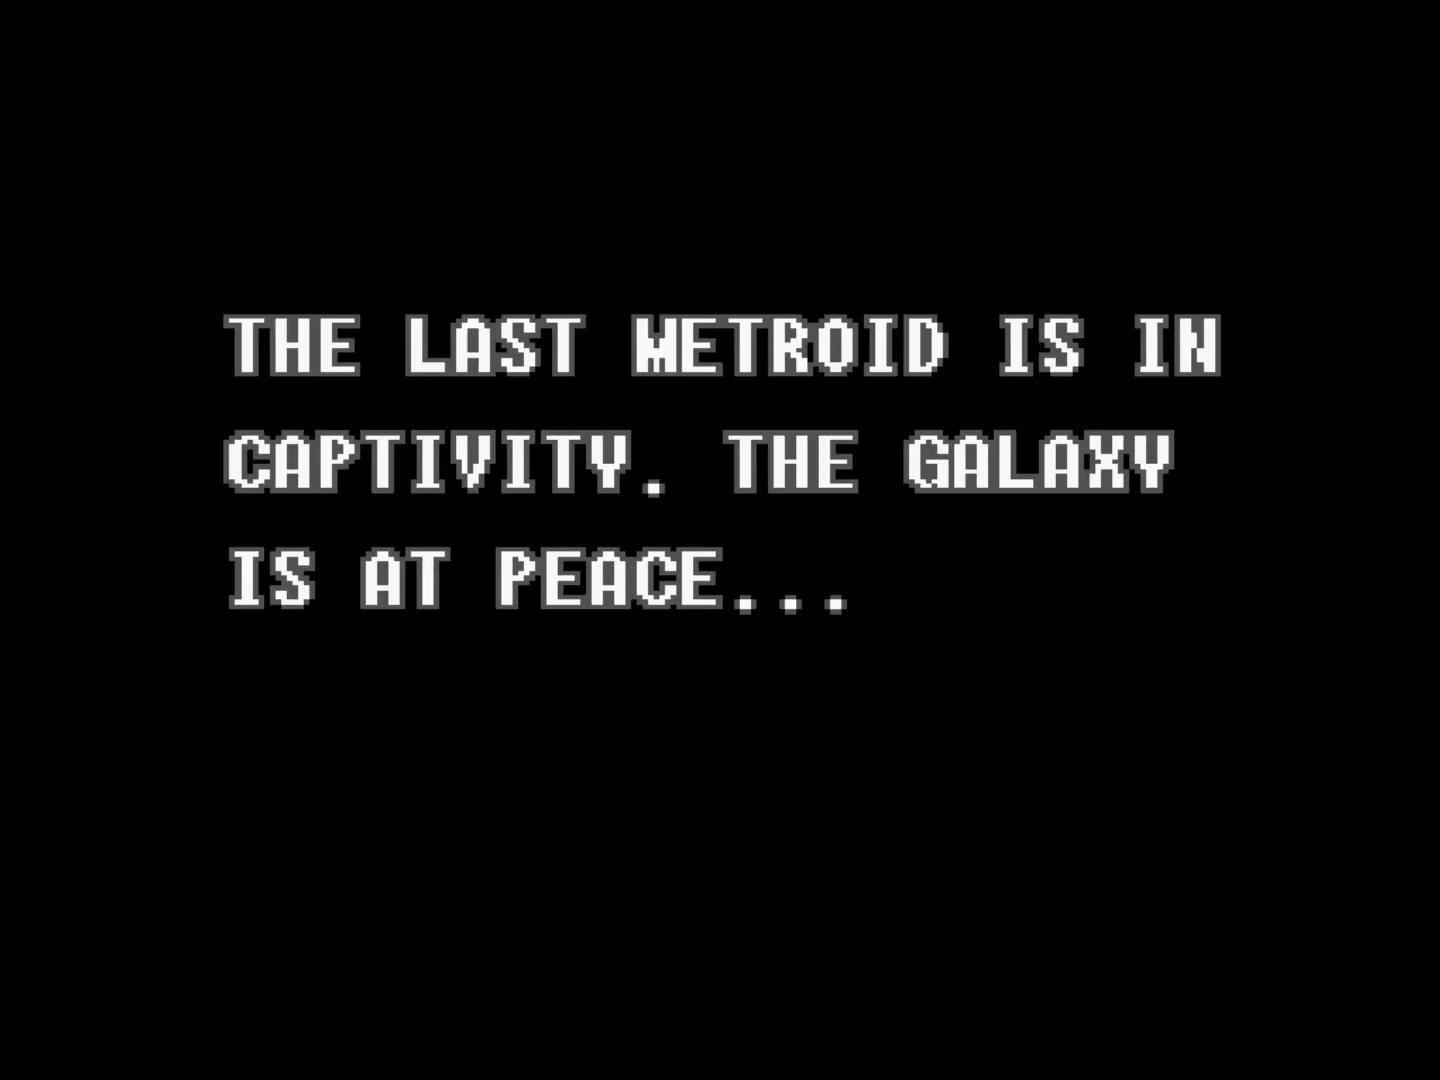 THE LAST METROID IS IN
CAPTIVITY. THE GALAXY
IS AT PEACE...